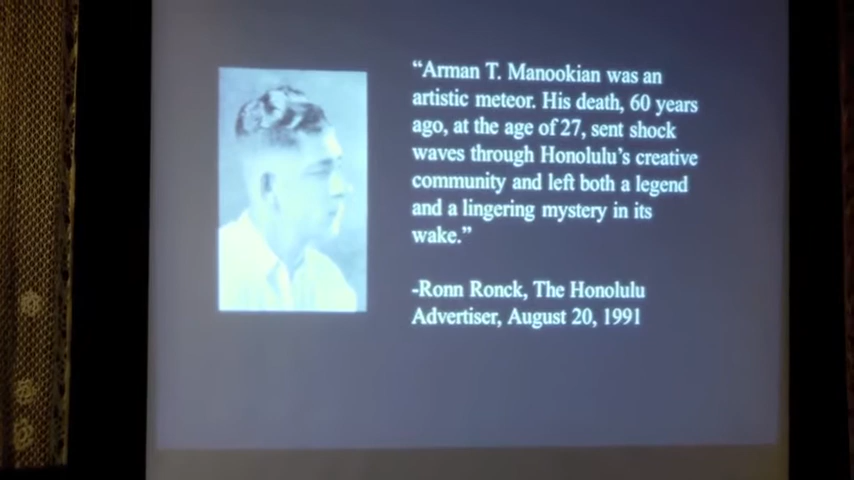 “Arman T. Manookian was an
artistic meteor. His death, 60 years
ago, at the age of 27, sent shock
waves through Honolulu’s creative
community and left both a legend
and a lingering mystery in its
wake.”
-Ronn Ronck, The Honolulu
Advertiser, August 20, 1991